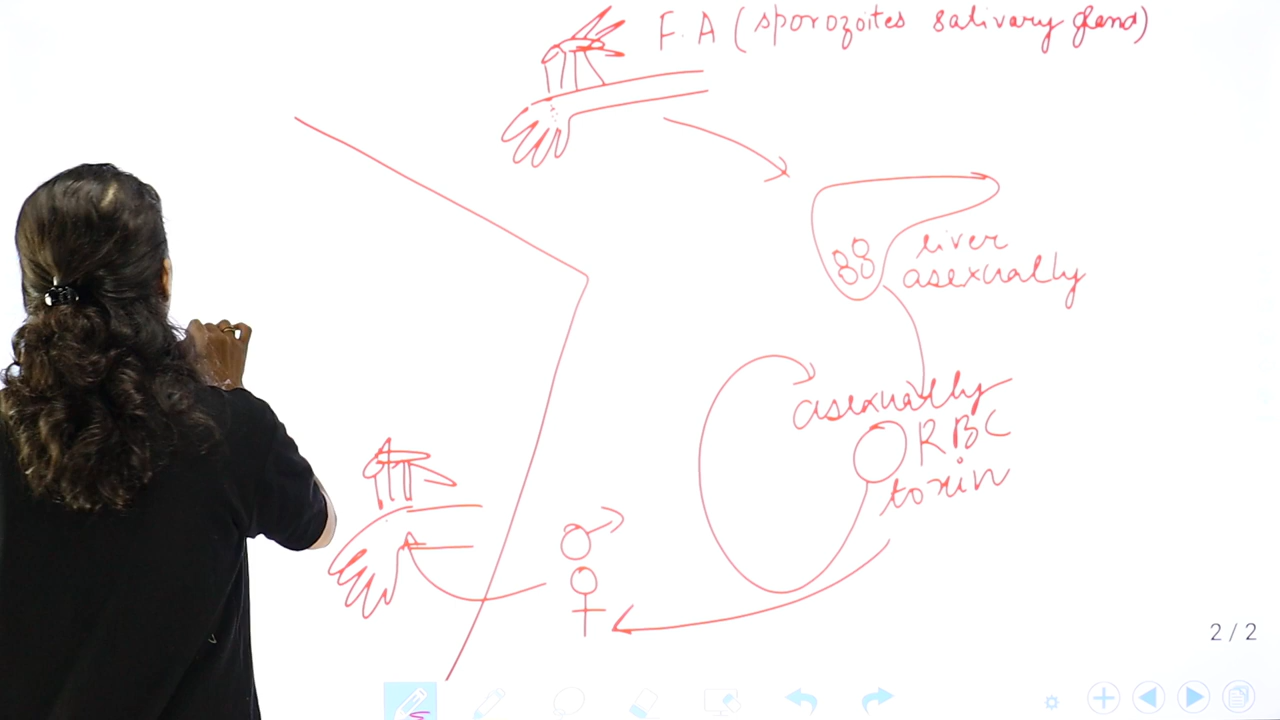 F.A (sporozoites salivary gland)
liver
asexually
asexually
RBC
toxin
2/2